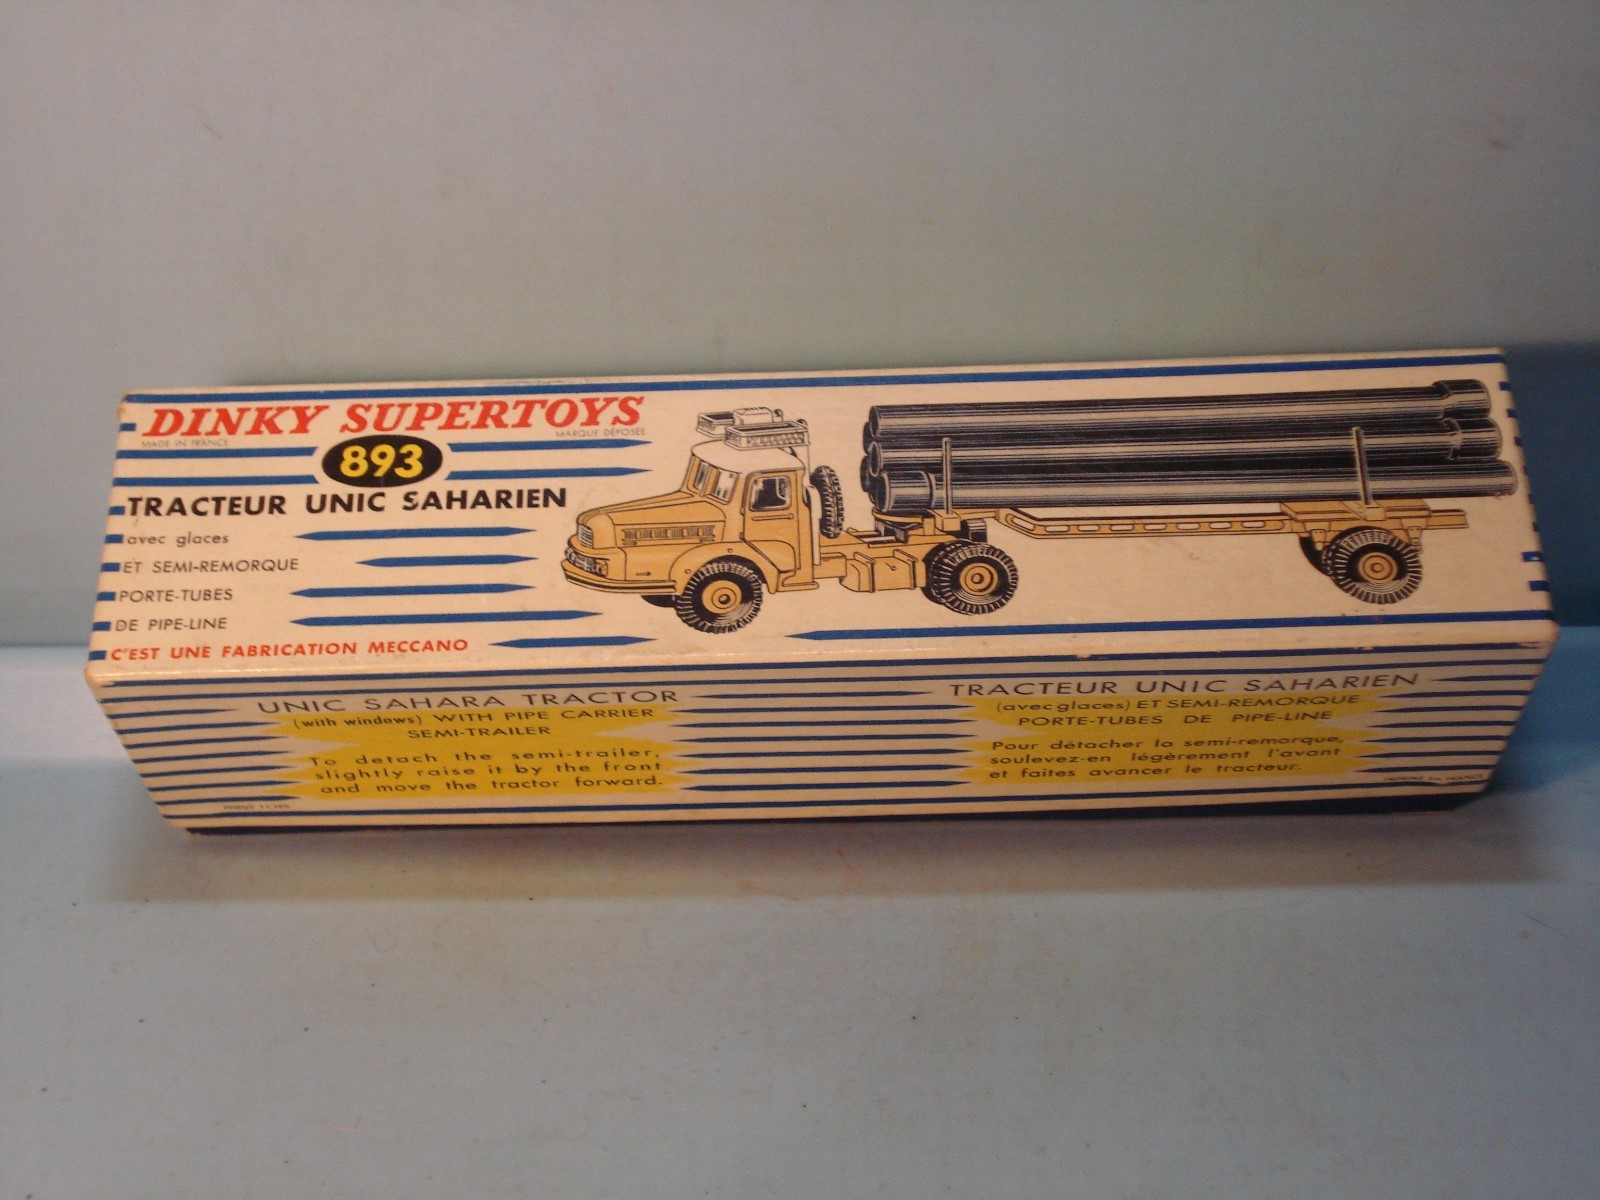 DINKY SUPERTOYS
MADE IN FRANCE
MARQUE DÉPOSÉE
893
TRACTEUR UNIC SAHARIEN
avec glaces
ET SEMI-REMORQUE
PORTE-TUBES
DE PIPE-LINE
C'EST UNE FABRICATION MECCANO
UNIC SAHARA TRACTOR
(with windows) WITH PIPE CARRIER
SEMI-TRAILER
To detach the semi-trailer,
slightly raise it by the front
and move the tractor forward.
TRACTEUR UNIC SAHARIEN
(avec glaces) ET SEMI-REMORQUE
PORTE-TUBES DE PIPE-LINE
Pour détacher la semi-remorque,
soulevez-en légèrement l'avant
et faites avancer le tracteur.
IMPRIMÉ EN FRANCE